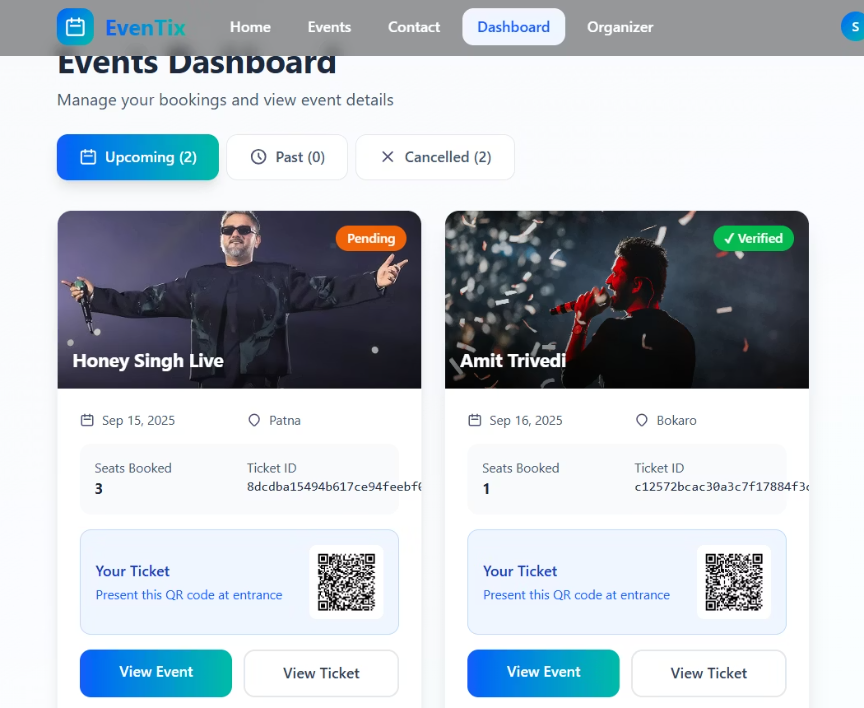 EvenTix Home Events Contact Dashboard Organizer S
Events Dashboard
Manage your bookings and view event details
Upcoming (2) Past (0) Cancelled (2)
Pending
Honey Singh Live
Sep 15, 2025 Patna
Seats Booked Ticket ID
3 8dcdba15494b617ce94feebf
Your Ticket
Present this QR code at entrance
View Event View Ticket
✓ Verified
Amit Trivedi
Sep 16, 2025 Bokaro
Seats Booked Ticket ID
1 c12572bcac30a3c7f17884f3
Your Ticket
Present this QR code at entrance
View Event View Ticket